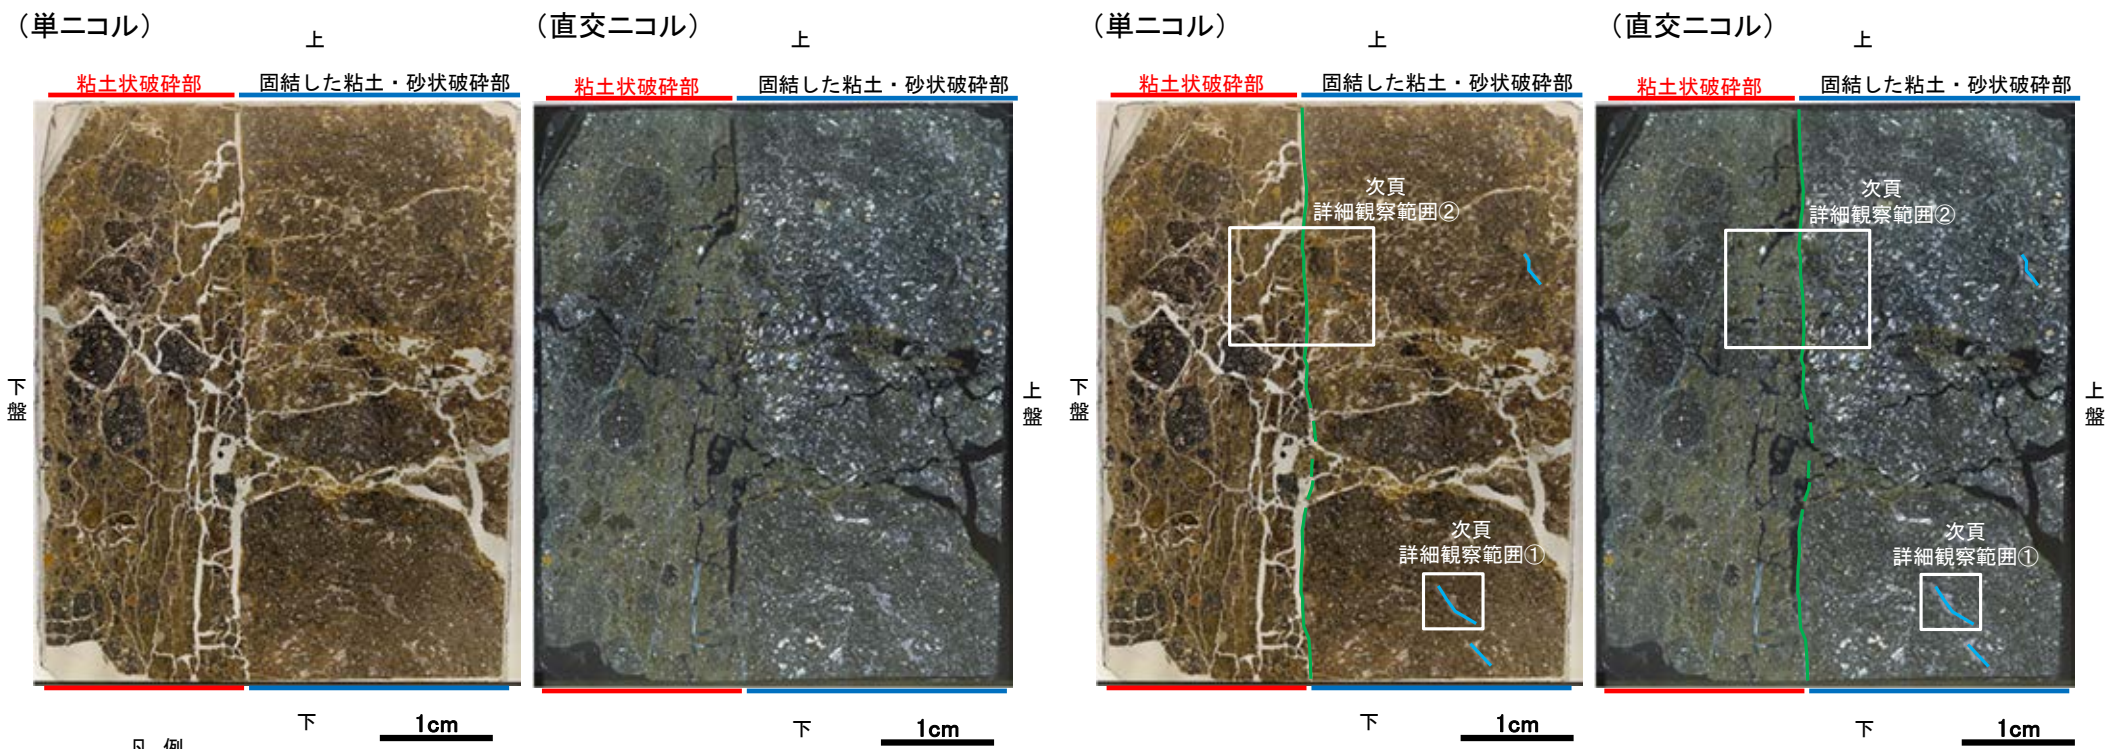 (単ニコル)
上
(直交ニコル)
上
(単ニコル)
上
(直交ニコル)
上
粘土状破砕部
固結した粘土・砂状破砕部
粘土状破砕部
固結した粘土・砂状破砕部
粘土状破砕部
固結した粘土・砂状破砕部
粘土状破砕部
固結した粘土・砂状破砕部
次頁
詳細観察範囲②
次頁
詳細観察範囲②
下盤
上盤
下盤
上盤
次頁
詳細観察範囲①
次頁
詳細観察範囲①
下
1cm
下
1cm
下
1cm
下
1cm
凡 例